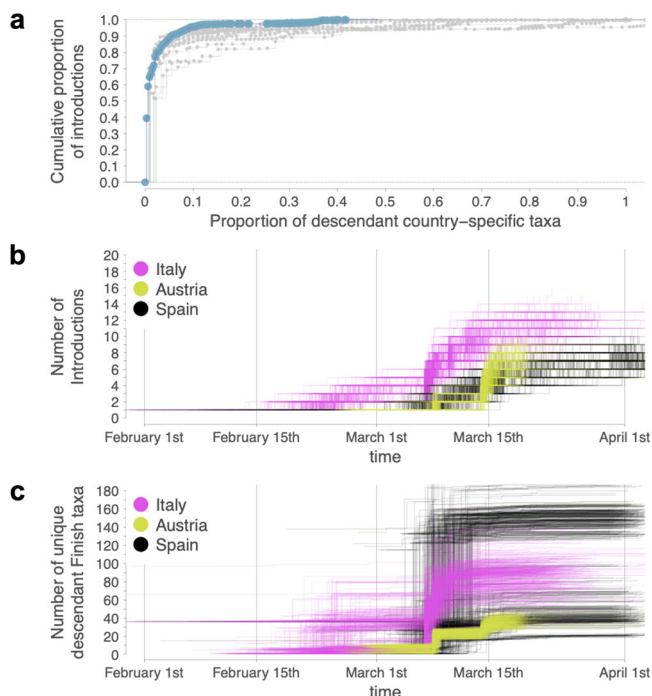 a
Cumulative proportion
of introductions
1.0
0.9
0.8
0.7
0.6
0.5
0.4
0.3
0.2
0.1
0.0
0 0.1 0.2 0.3 0.4 0.5 0.6 0.7 0.8 0.9 1
Proportion of descendant country-specific taxa
b
Number of
Introductions
20
18
16
14
12
10
8
6
4
2
0
Italy
Austria
Spain
February 1st February 15th March 1st March 15th April 1st
time
c
Number of unique
descendant Finish taxa
180
160
140
120
100
80
60
40
20
0
Italy
Austria
Spain
February 1st February 15th March 1st March 15th April 1st
time